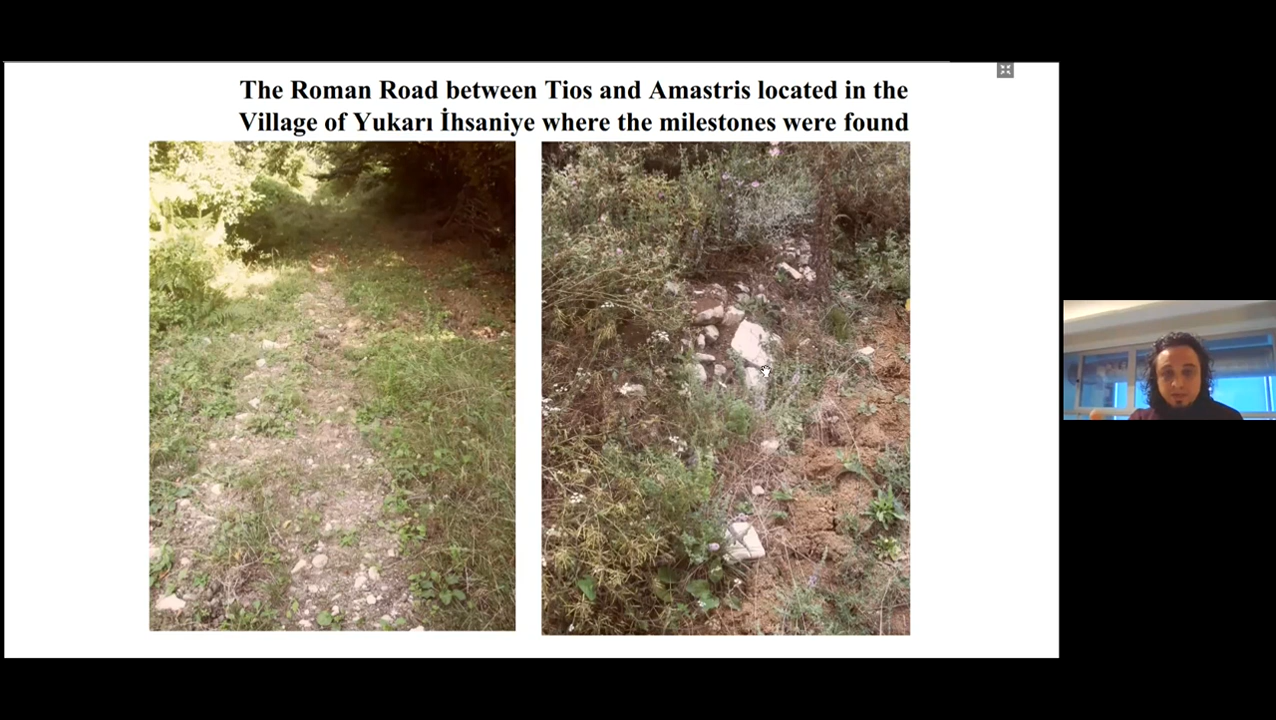 The Roman Road between Tios and Amastris located in the
Village of Yukarı İhsaniye where the milestones were found